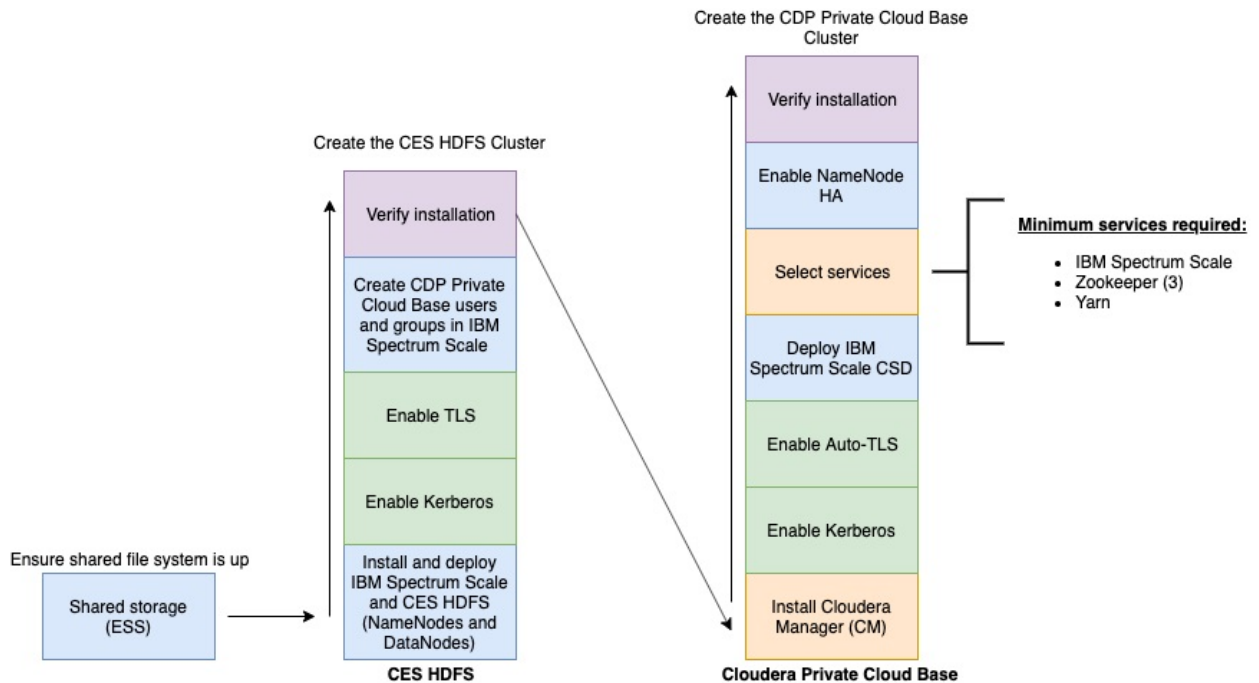 Ensure shared file system is up
Shared storage
(ESS)
Create the CES HDFS Cluster
Verify installation
Create CDP Private
Cloud Base users
and groups in IBM
Spectrum Scale
Enable TLS
Enable Kerberos
Install and deploy
IBM Spectrum Scale
and CES HDFS
(NameNodes and
DataNodes)
CES HDFS
Create the CDP Private Cloud Base
Cluster
Verify installation
Enable NameNode
HA
Select services
Deploy IBM
Spectrum Scale CSD
Enable Auto-TLS
Enable Kerberos
Install Cloudera
Manager (CM)
Cloudera Private Cloud Base
Minimum services required:
• IBM Spectrum Scale
• Zookeeper (3)
• Yarn